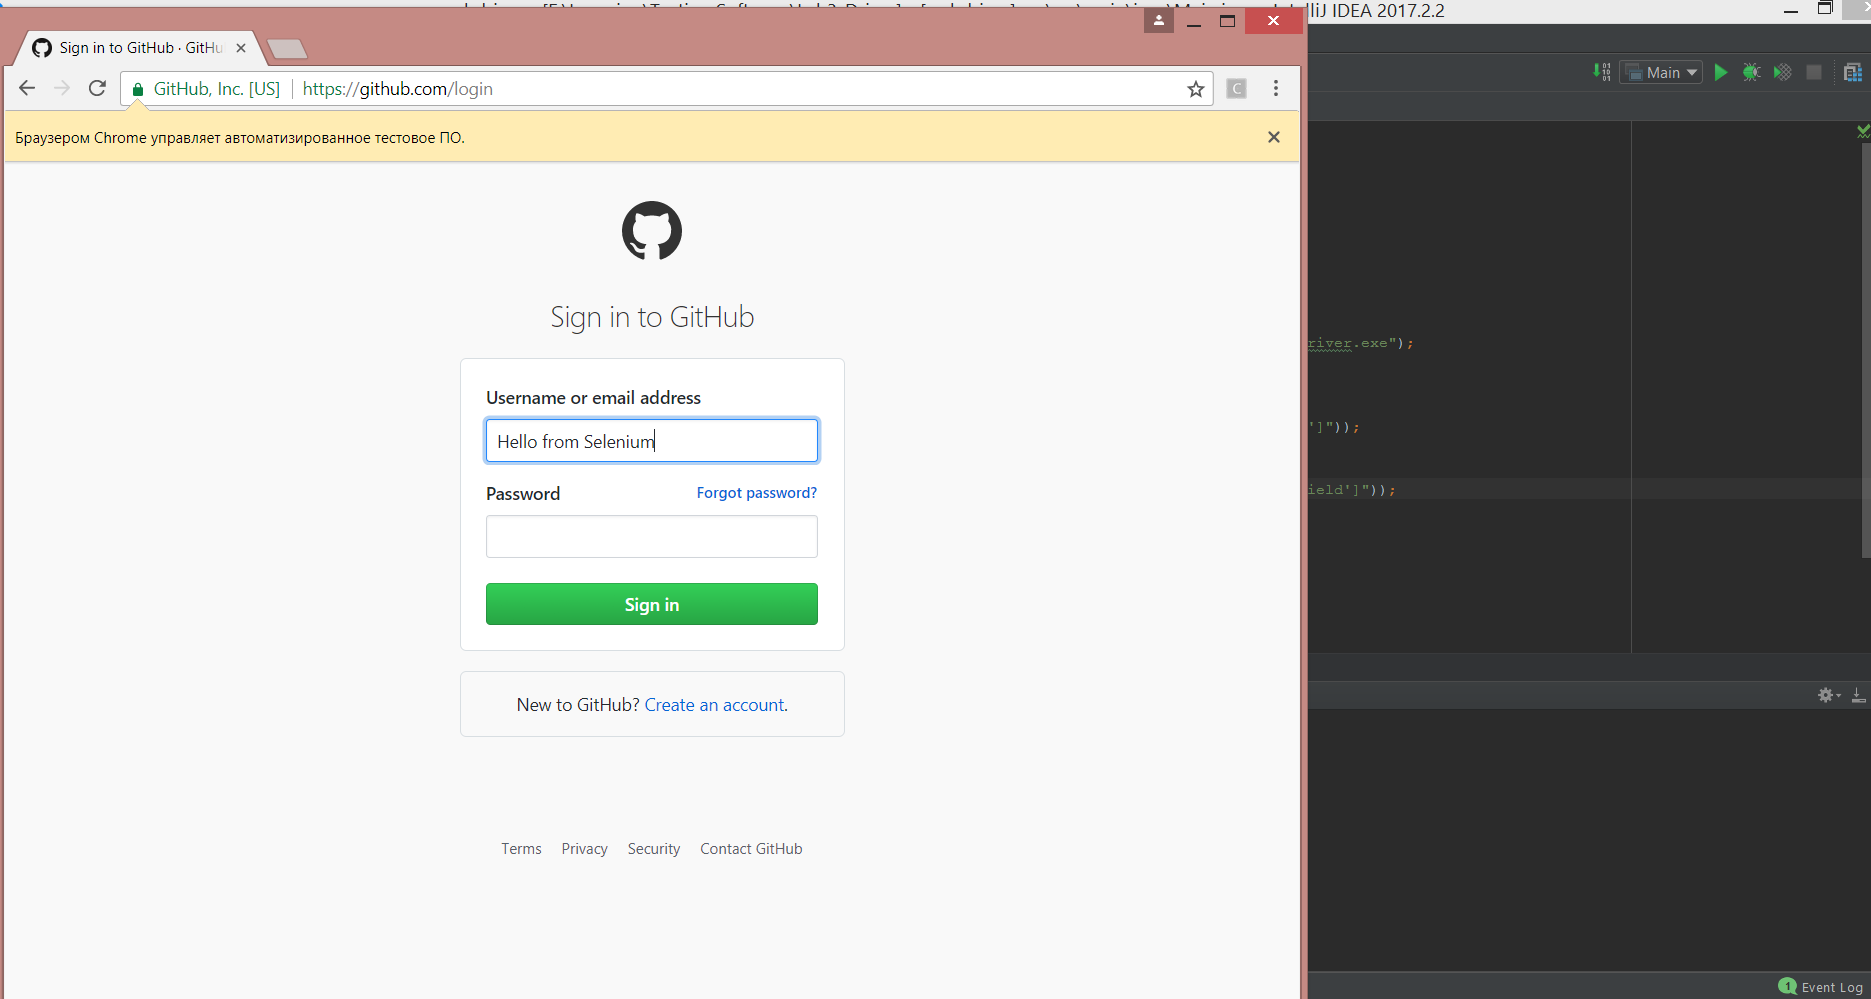 IntelliJ IDEA 2017.2.2
Sign in to GitHub · GitHu
GitHub, Inc. [US]
https://github.com/login
C
Main
Браузером Chrome управляет автоматизированное тестовое ПО.
Sign in to GitHub
river.exe");
Username or email address
Hello from Selenium
']"));
Password
Forgot password?
ield']"));
Sign in
New to GitHub? Create an account.
Terms
Privacy
Security
Contact GitHub
1 Event Log